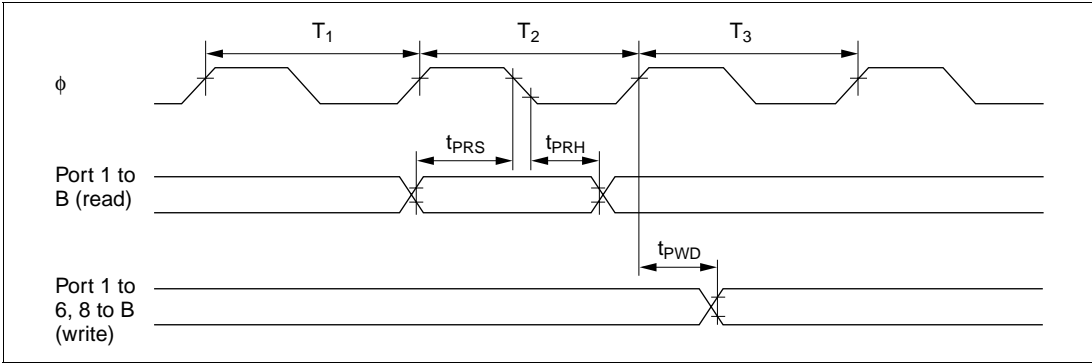 T1 T2 T3
ϕ
tPRS tPRH
Port 1 to
B (read)
tPWD
Port 1 to
6, 8 to B
(write)